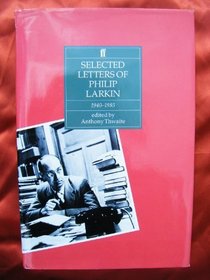 ff
SELECTED
LETTERS OF
PHILIP
LARKIN
1940–1985
edited by
Anthony Thwaite